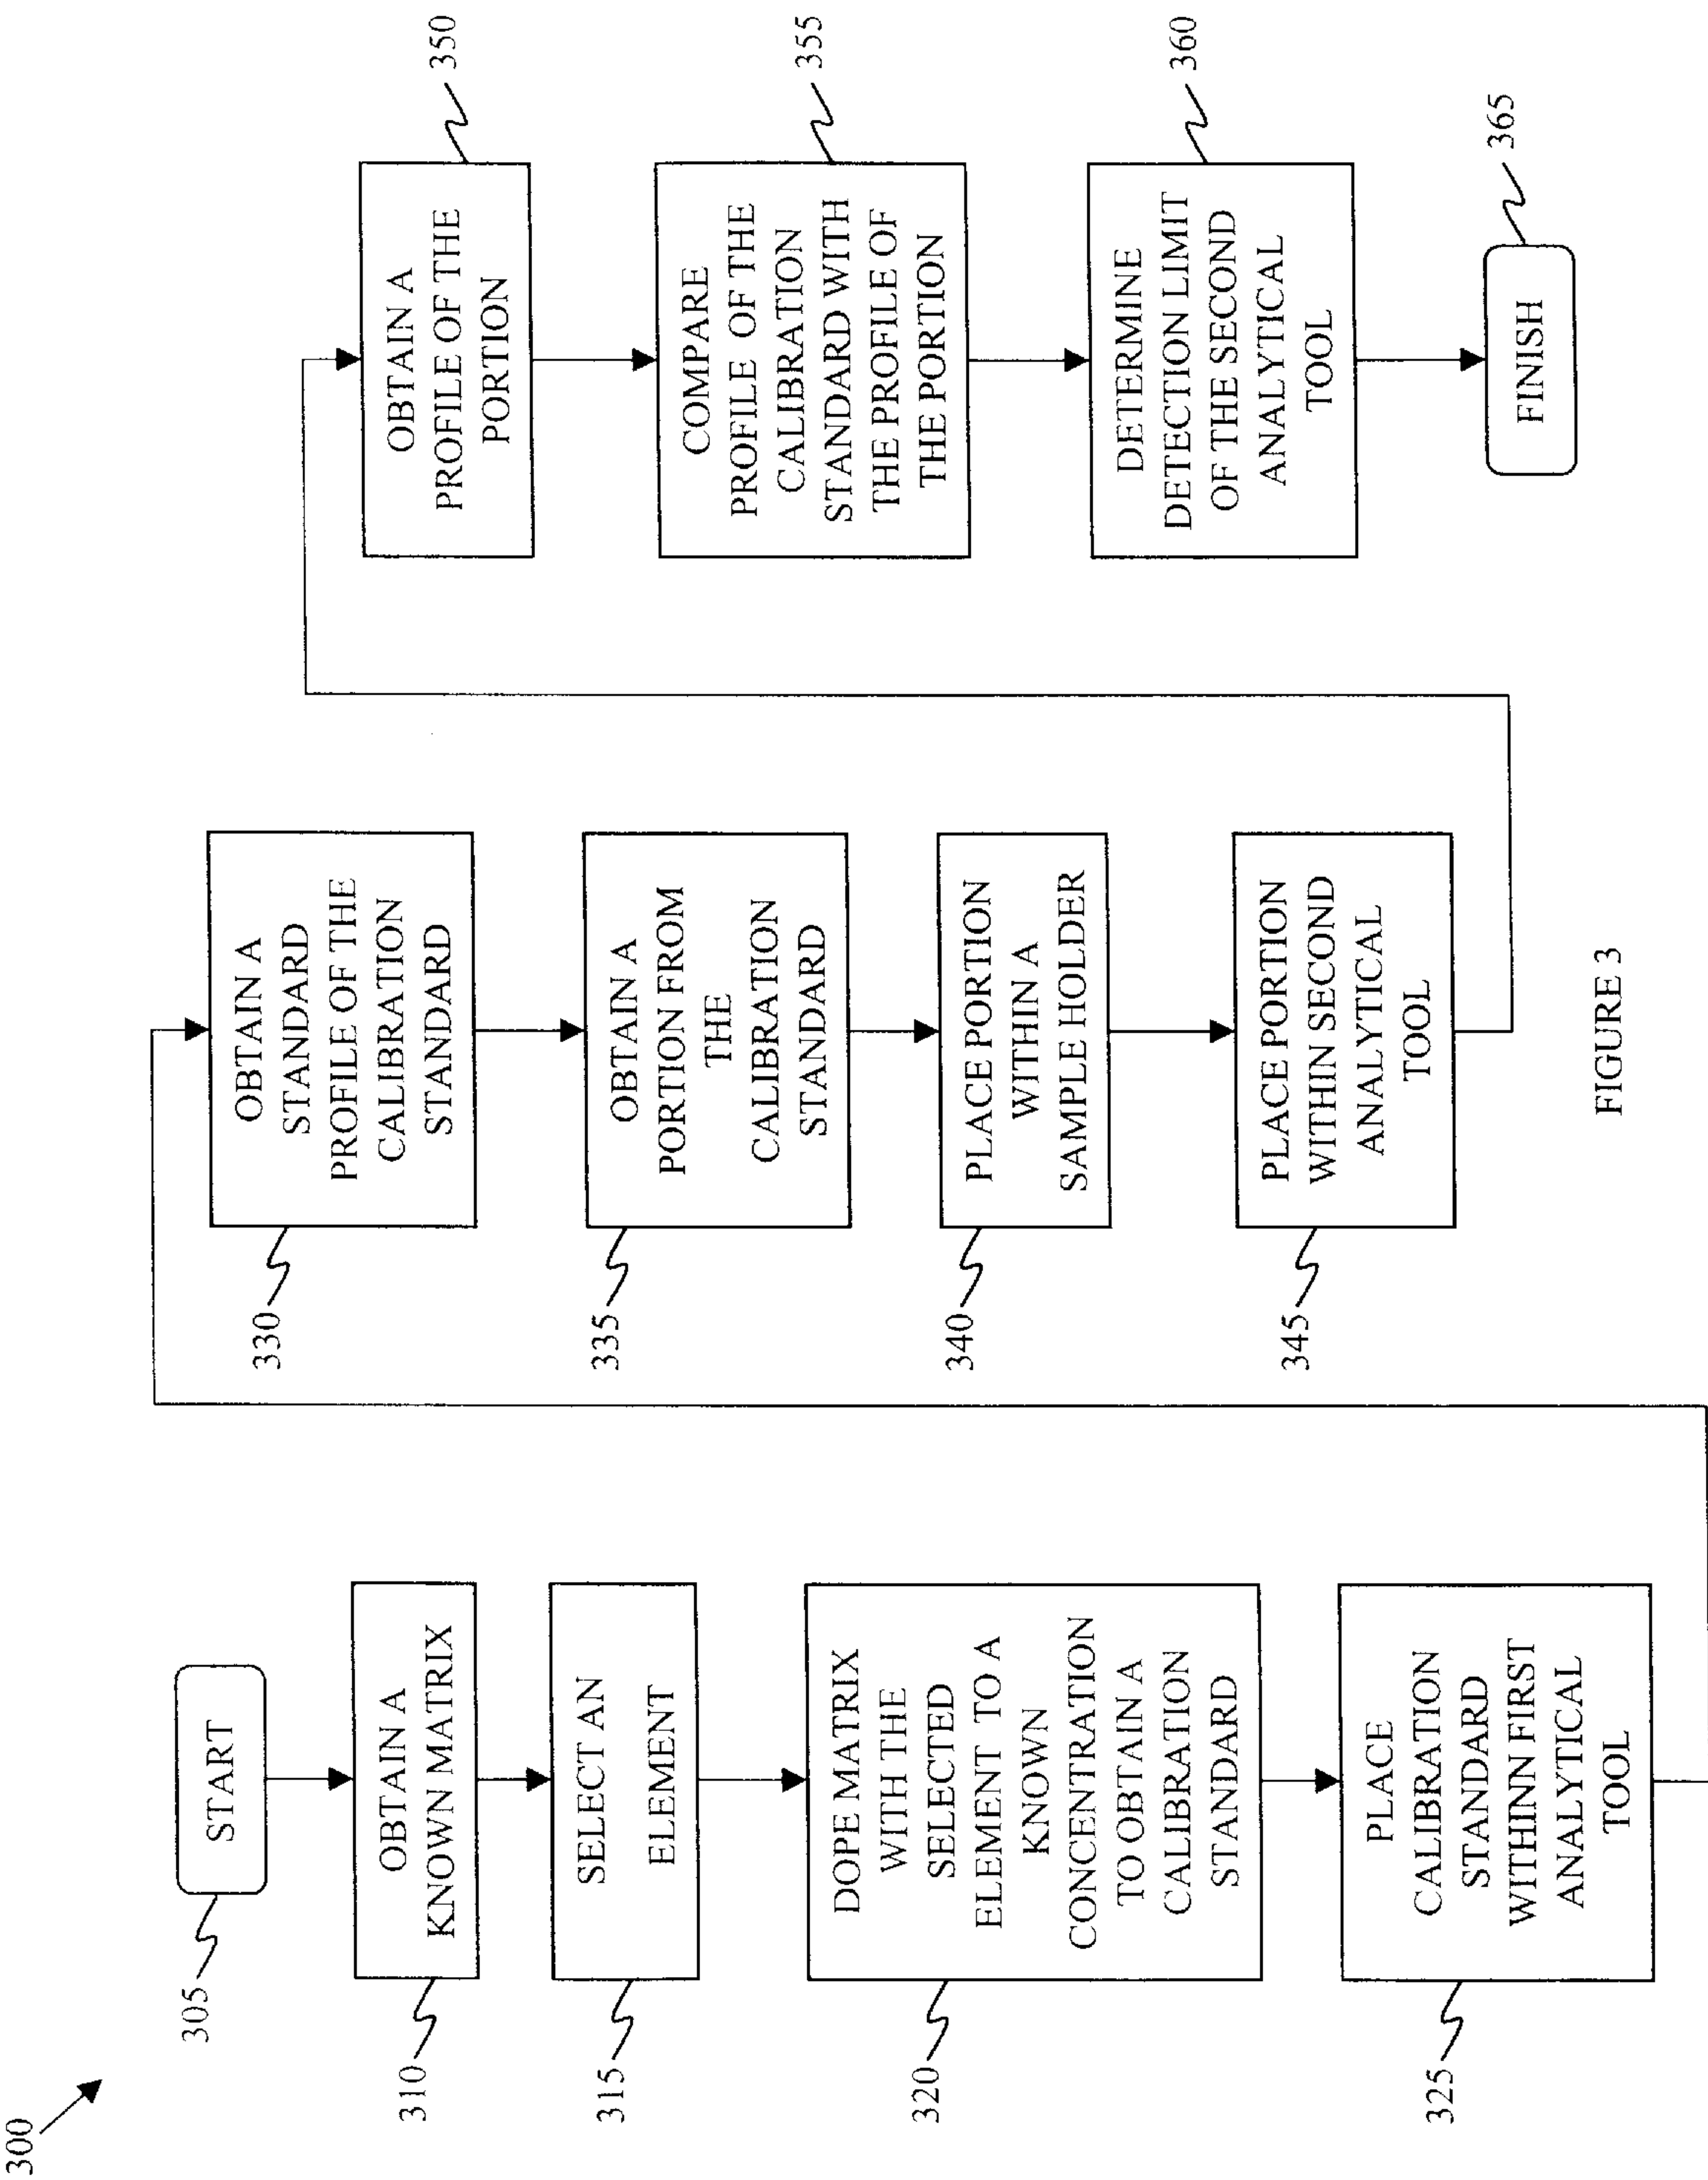 300
305
START
310
OBTAIN A
KNOWN MATRIX
315
SELECT AN
ELEMENT
320
DOPE MATRIX
WITH THE
SELECTED
ELEMENT TO A
KNOWN
CONCENTRATION
TO OBTAIN A
CALIBRATION
STANDARD
325
PLACE
CALIBRATION
STANDARD
WITHINN FIRST
ANALYTICAL
TOOL
330
OBTAIN A
STANDARD
PROFILE OF THE
CALIBRATION
STANDARD
335
OBTAIN A
PORTION FROM
THE
CALIBRATION
STANDARD
340
PLACE PORTION
WITHIN A
SAMPLE HOLDER
345
PLACE PORTION
WITHIN SECOND
ANALYTICAL
TOOL
350
OBTAIN A
PROFILE OF THE
PORTION
355
COMPARE
PROFILE OF THE
CALIBRATION
STANDARD WITH
THE PROFILE OF
THE PORTION
360
DETERMINE
DETECTION LIMIT
OF THE SECOND
ANALYTICAL
TOOL
365
FINISH
FIGURE 3